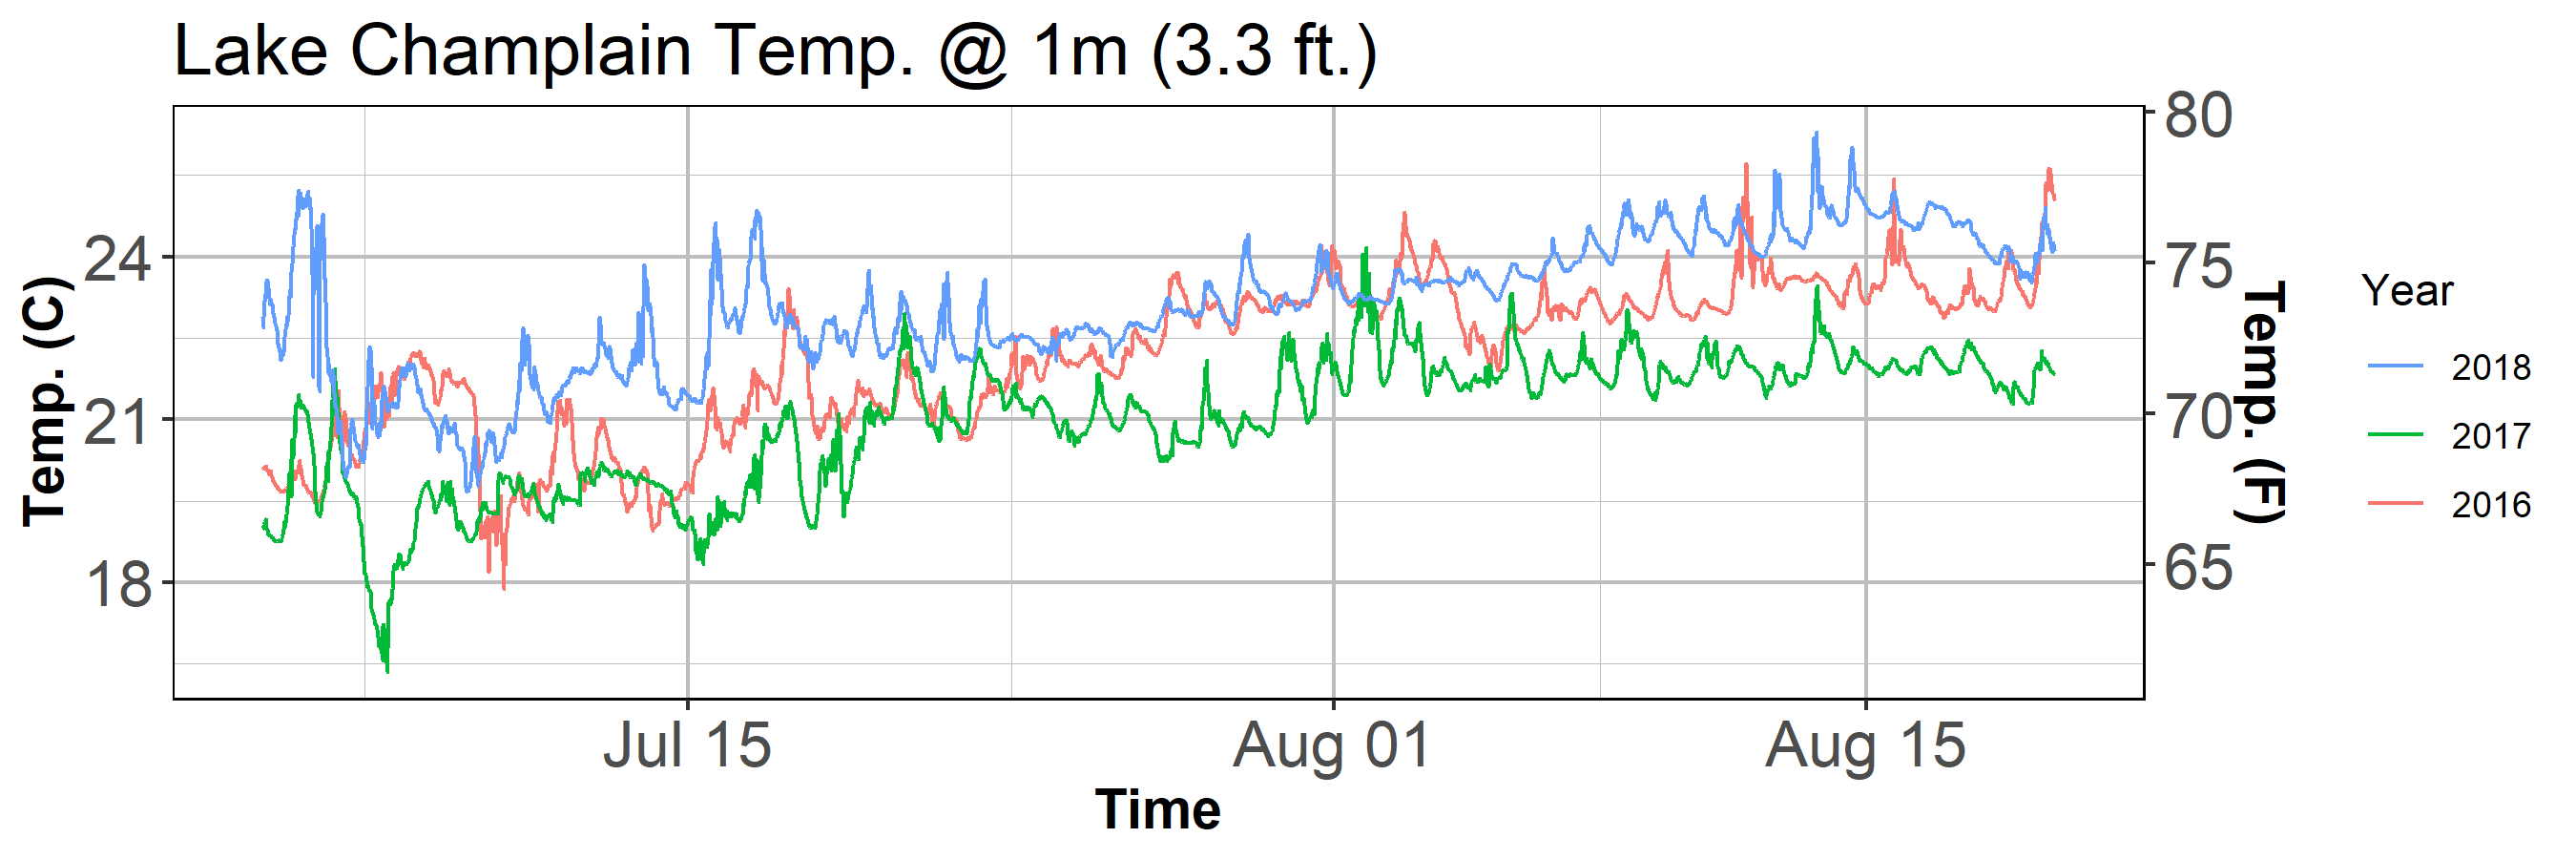 Lake Champlain Temp. @ 1m (3.3 ft.)
Temp. (C)
24
21
18
80
75
70
65
Temp. (F)
Jul 15
Aug 01
Aug 15
Time
Year
2018
2017
2016